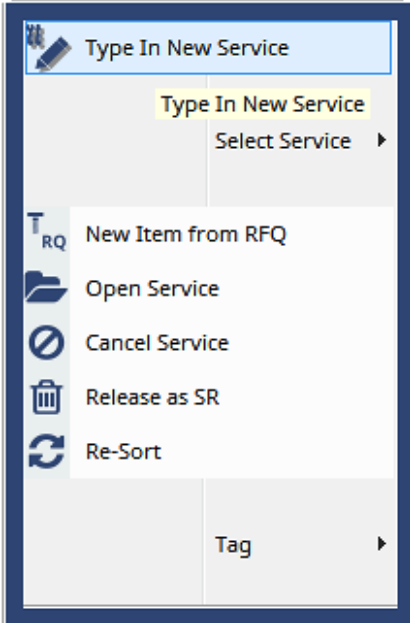 Type In New Service
Type In New Service
Select Service
T RQ
New Item from RFQ
Open Service
Cancel Service
Release as SR
Re-Sort
Tag